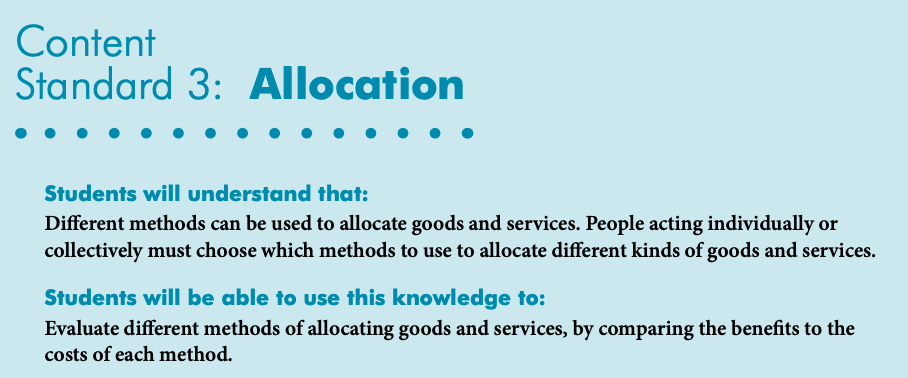 Content
Standard 3: Allocation
Students will understand that:
Different methods can be used to allocate goods and services. People acting individually or
collectively must choose which methods to use to allocate different kinds of goods and services.
Students will be able to use this knowledge to:
Evaluate different methods of allocating goods and services, by comparing the benefits to the
costs of each method.